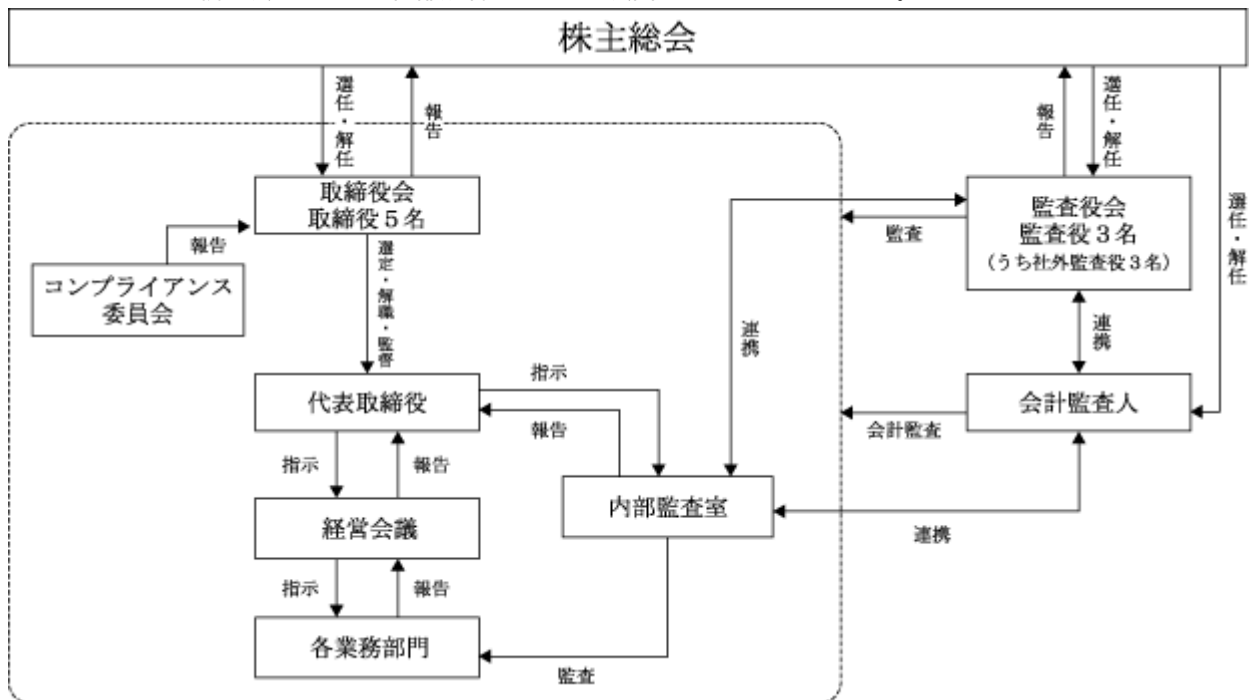 株主総会
選任・解任
報告
報告
選任・解任
選任・解任
取締役会
取締役5名
監査役会
監査役3名
(うち社外監査役3名)
報告
監査
コンプライアンス
委員会
選定・解職・監督
連携
連携
代表取締役
指示
報告
会計監査人
会計監査
指示
報告
内部監査室
連携
経営会議
指示
報告
各業務部門
監査